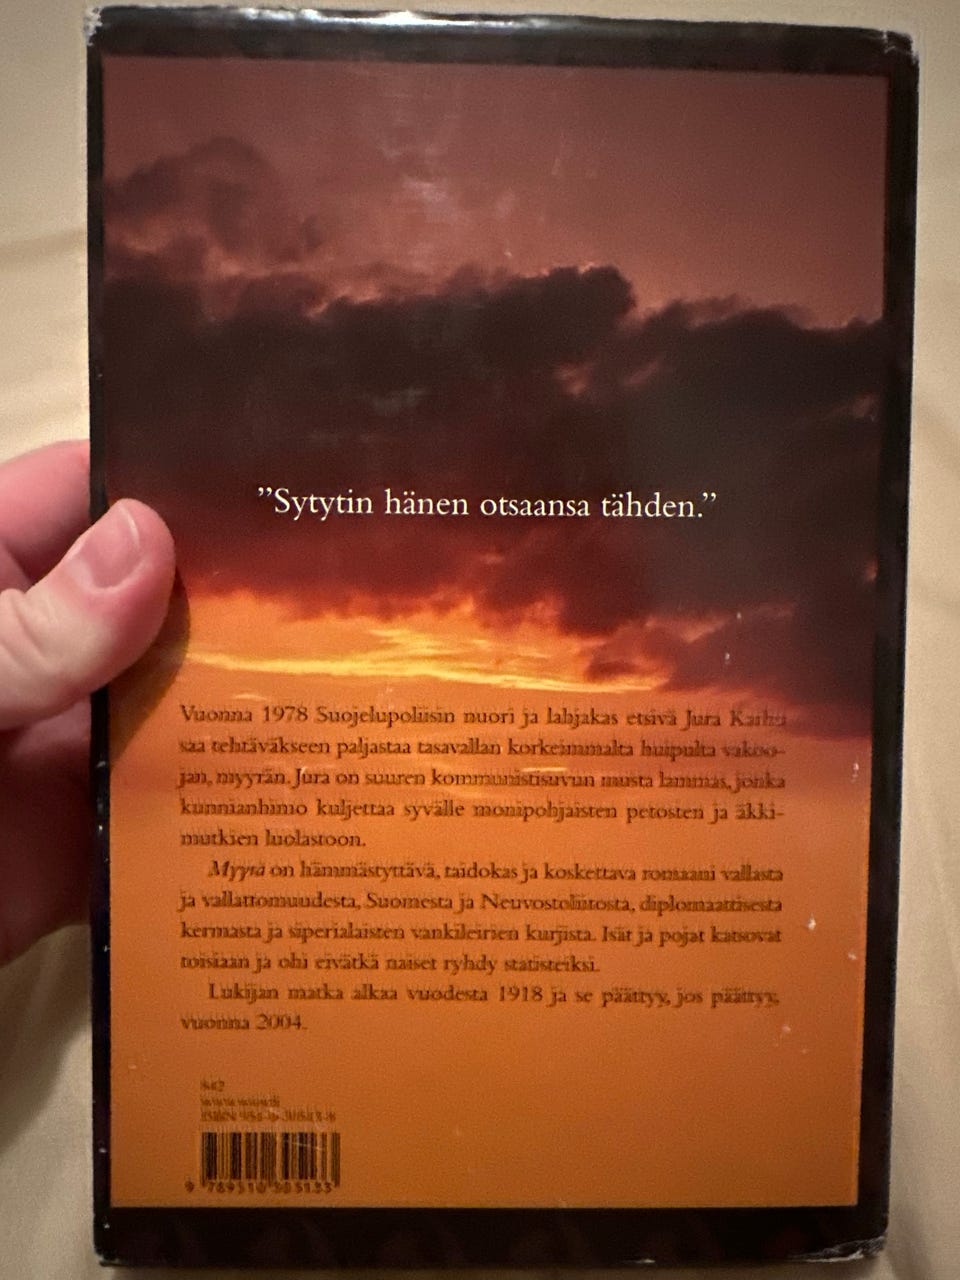 ”Sytytin hänen otsaansa tähden.”
Vuonna 1978 Suojelupoliisin nuori ja lahjakas etsivä Jura Karhu
saa tehtäväkseen paljastaa tasavallan korkeimmalta huipulta vakoo-
jan, myyrän. Jura on suuren kommunistisuvun musta lammas, jonka
kunnianhimo kuljettaa syvälle monipohjaisten petosten ja äkki-
mutkien luolastoon.
Myyrä on hämmästyttävä, taidokas ja koskettava romaani vallasta
ja vallattomuudesta, Suomesta ja Neuvostoliitosta, diplomaattisesta
kermasta ja siperialaisten vankileirien kurjista. Isät ja pojat katsovat
toisiaan ja ohi eivätkä naiset ryhdy statisteiksi.
Lukijan matka alkaa vuodesta 1918 ja se päättyy, jos päättyy,
vuonna 2004.
ISBN
9 789510